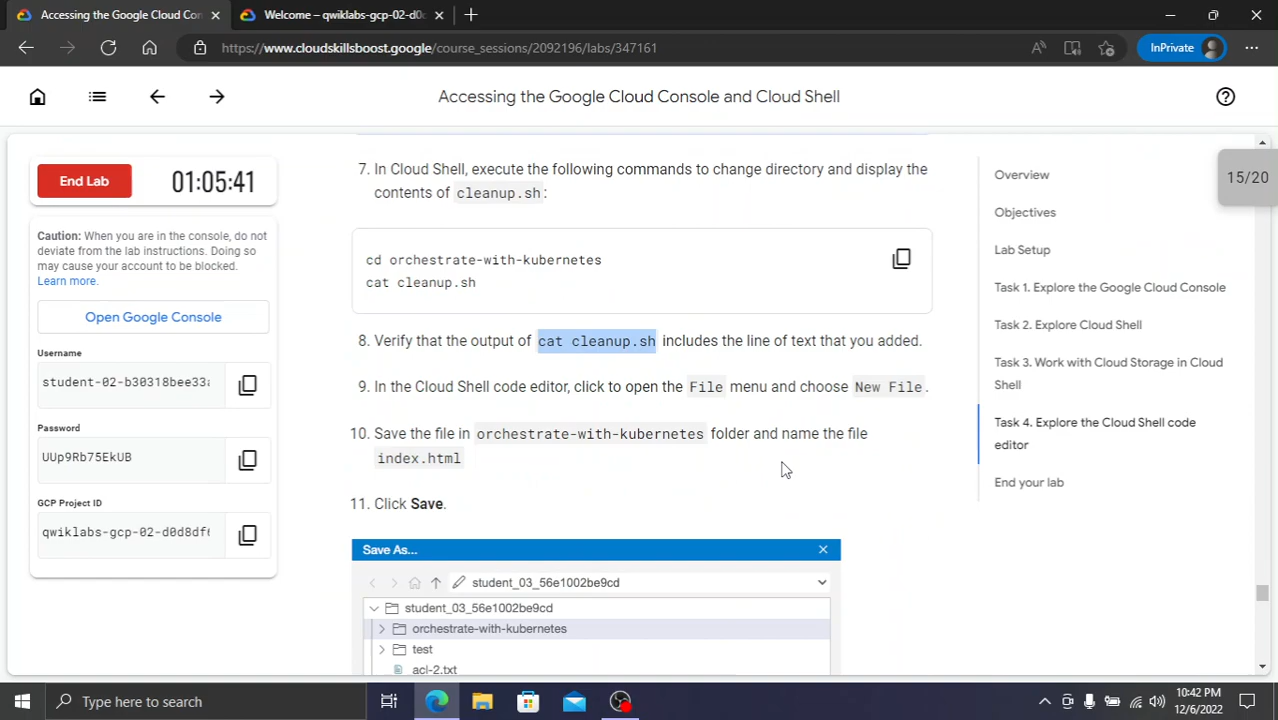 Accessing the Google Cloud Con
Welcome – qwiklabs-gcp-02-d0
https://www.cloudskillsboost.google/course_sessions/2092196/labs/347161
InPrivate
Accessing the Google Cloud Console and Cloud Shell
End Lab
01:05:41
Caution: When you are in the console, do not
deviate from the lab instructions. Doing so
may cause your account to be blocked.
Learn more.
Open Google Console
Username
student-02-b30318bee33
Password
UUp9Rb75EkUB
GCP Project ID
qwiklabs-gcp-02-d0d8df
7. In Cloud Shell, execute the following commands to change directory and display the
contents of cleanup.sh:
cd orchestrate-with-kubernetes
cat cleanup.sh
8. Verify that the output of cat cleanup.sh includes the line of text that you added.
9. In the Cloud Shell code editor, click to open the File menu and choose New File.
10. Save the file in orchestrate-with-kubernetes folder and name the file
index.html
11. Click Save.
Save As...
student_03_56e1002be9cd
student_03_56e1002be9cd
orchestrate-with-kubernetes
test
acl-2.txt
Overview
Objectives
Lab Setup
Task 1. Explore the Google Cloud Console
Task 2. Explore Cloud Shell
Task 3. Work with Cloud Storage in Cloud
Shell
Task 4. Explore the Cloud Shell code
editor
End your lab
15/20
Type here to search
10:42 PM
12/6/2022